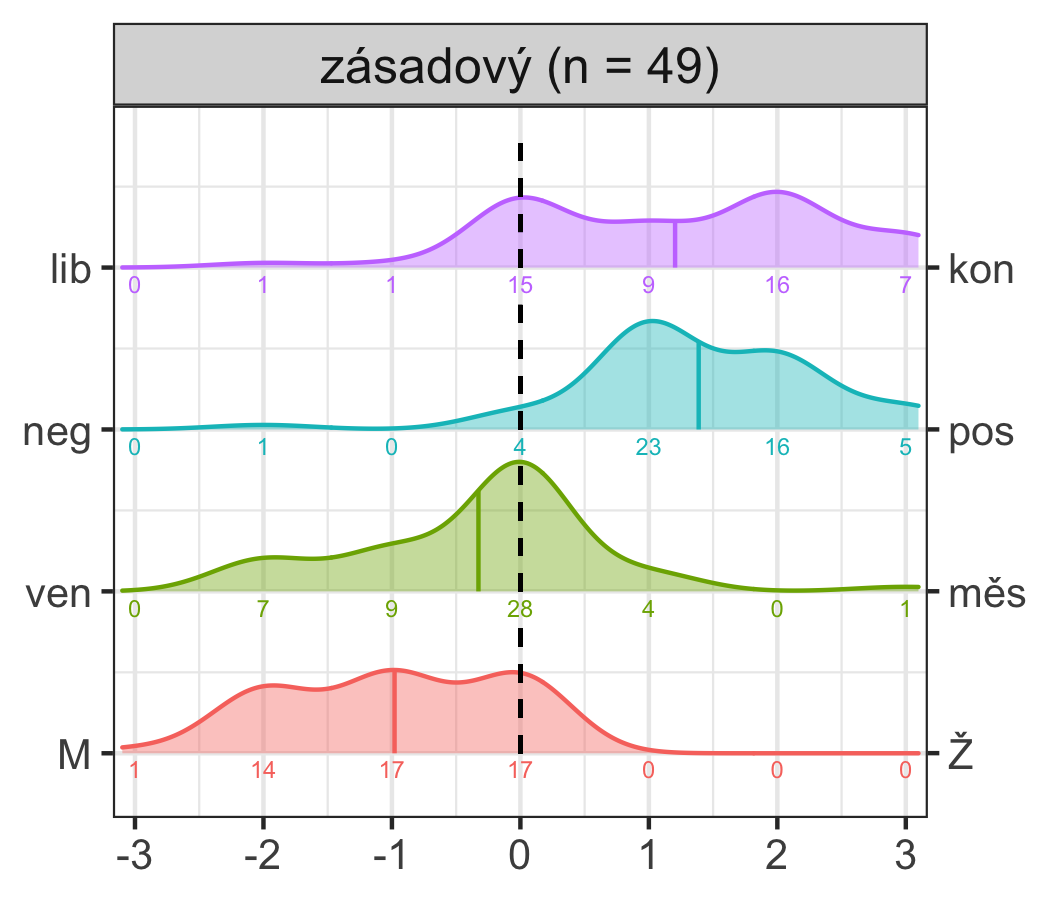 zásadový (n = 49)
lib kon
0 1 1 15 9 16 7
neg pos
0 1 0 4 23 16 5
ven měs
0 7 9 28 4 0 1
M Ž
1 14 17 17 0 0 0
-3 -2 -1 0 1 2 3